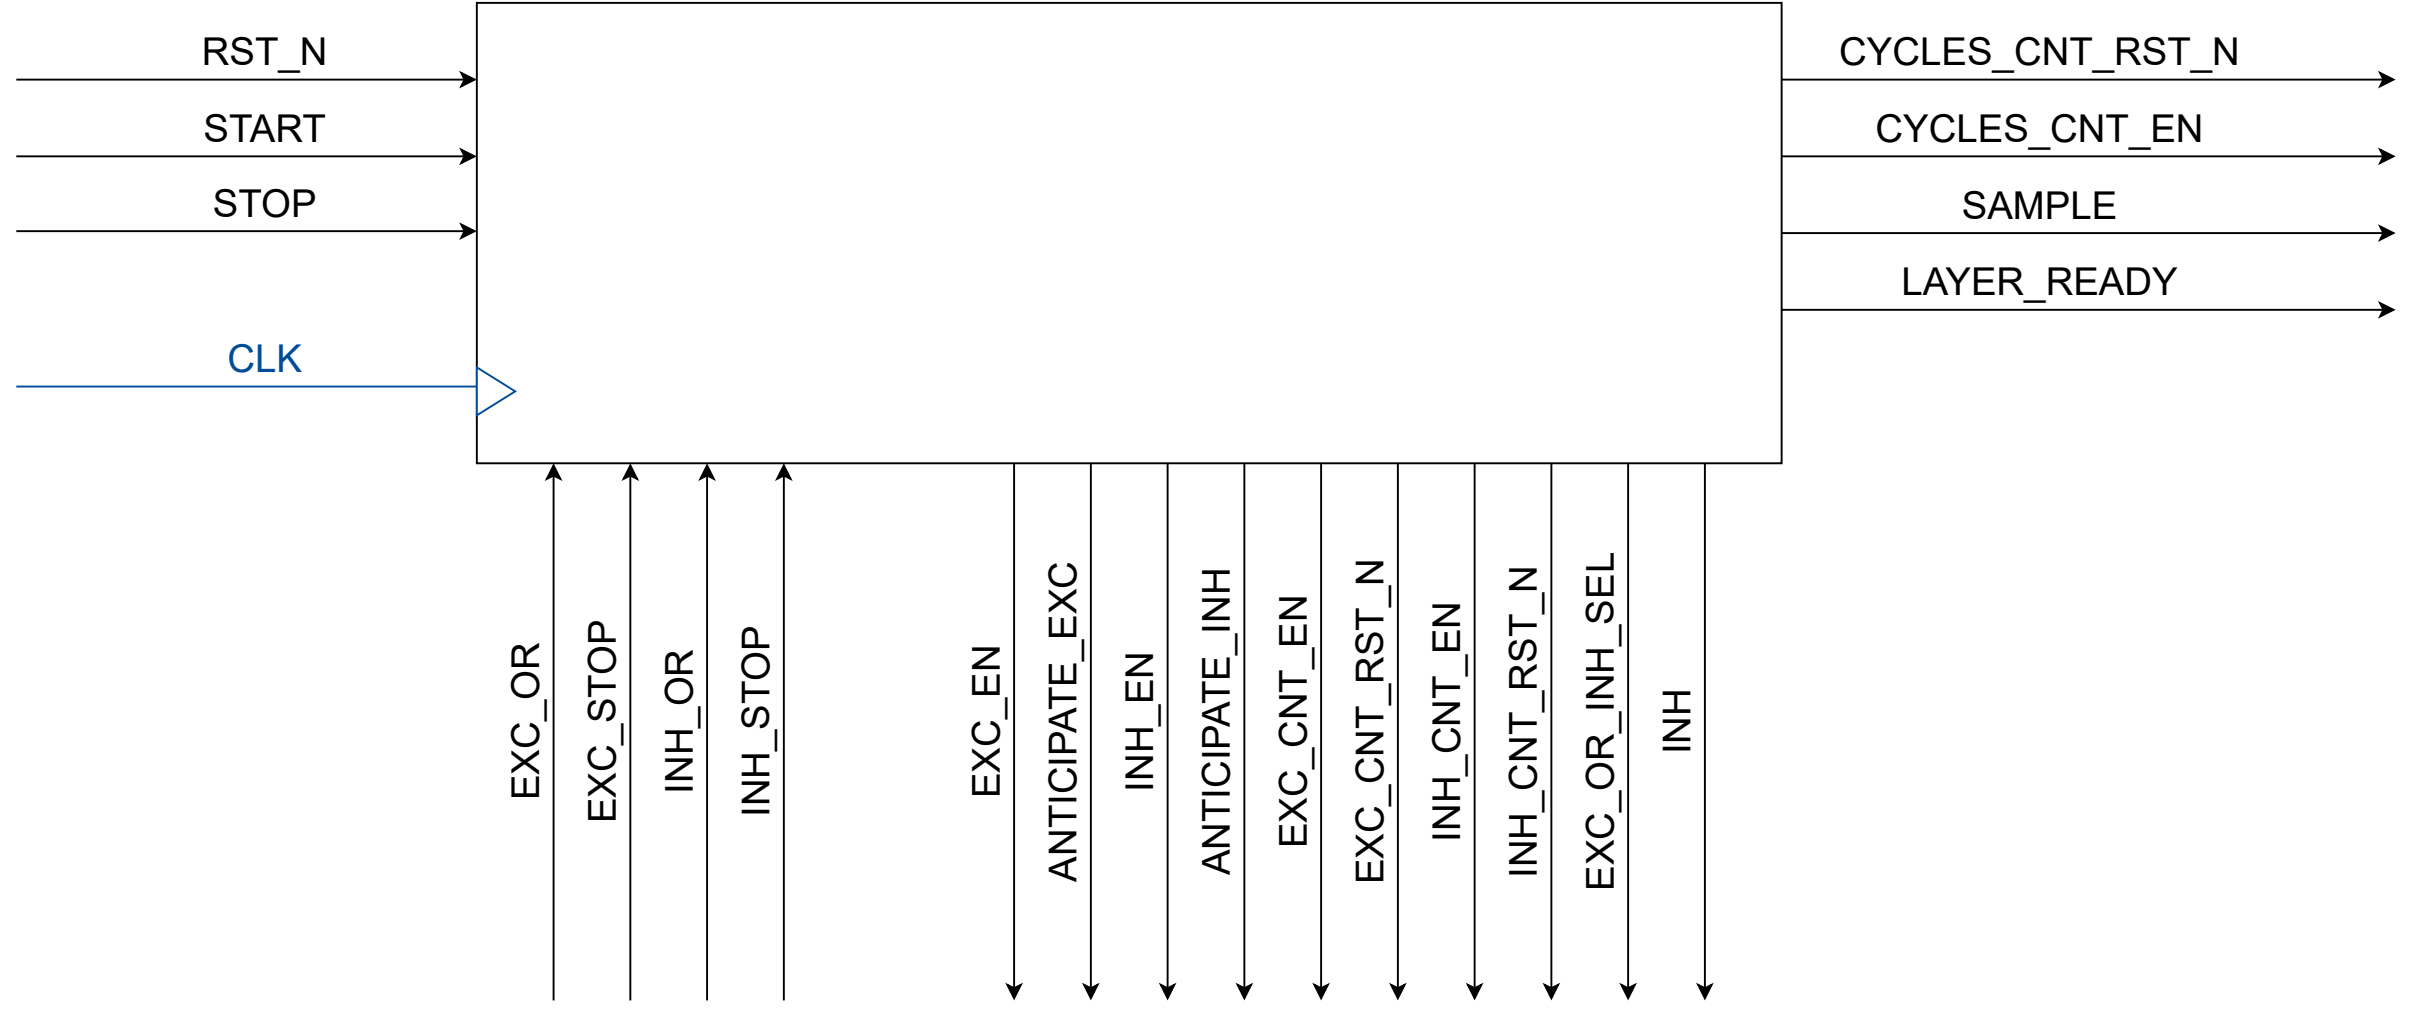 RST_N
START
STOP
CLK
CYCLES_CNT_RST_N
CYCLES_CNT_EN
SAMPLE
LAYER_READY
EXC_OR
EXC_STOP
INH_OR
INH_STOP
EXC_EN
ANTICIPATE_EXC
INH_EN
ANTICIPATE_INH
EXC_CNT_EN
EXC_CNT_RST_N
INH_CNT_EN
INH_CNT_RST_N
EXC_OR_INH_SEL
INH